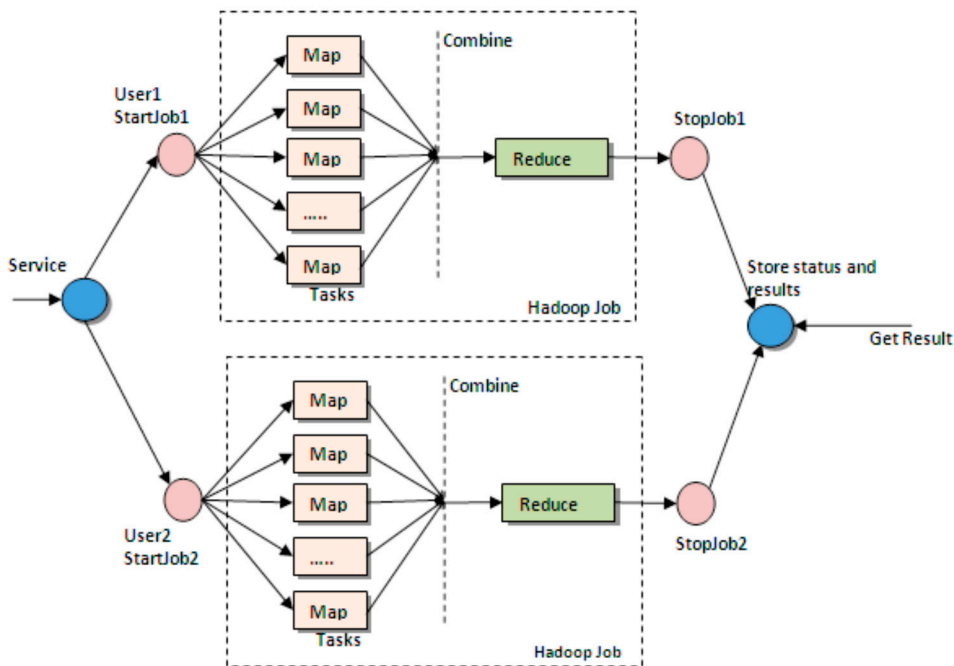 Map
Combine
Map
User1
StartJob1
StopJob1
Map
Reduce
.....
Map
Service
Tasks
Hadoop Job
Store status and
results
Get Result
Map
Combine
Map
Map
Reduce
User2
StartJob2
.....
StopJob2
Map
Tasks
Hadoop Job